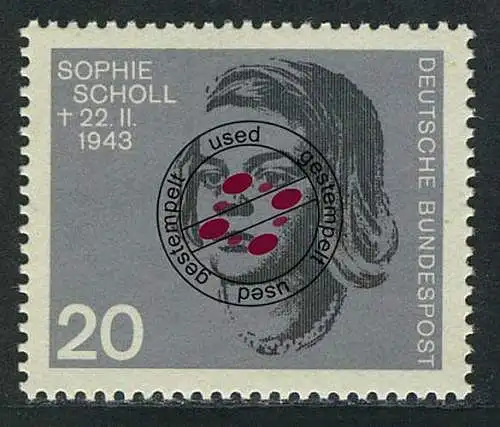 SOPHIE
SCHOLL
† 22. II.
1943
DEUTSCHE BUNDESPOST
used
gestempelt
used
gestempelt
20